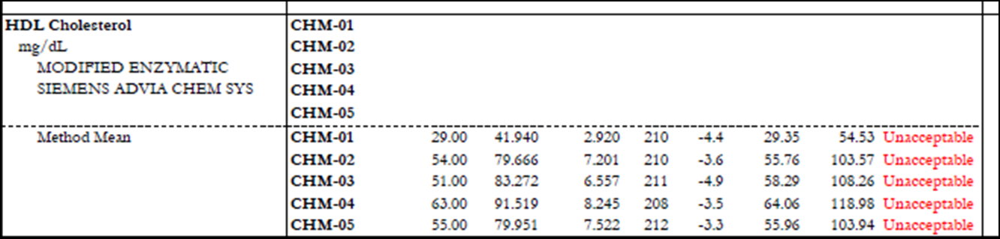 HDL Cholesterol CHM-01
mg/dL CHM-02
MODIFIED ENZYMATIC CHM-03
SIEMENS ADVIA CHEM SYS CHM-04
CHM-05
Method Mean CHM-01 29.00 41.940 2.920 210 -4.4 29.35 54.53 Unacceptable
CHM-02 54.00 79.666 7.201 210 -3.6 55.76 103.57 Unacceptable
CHM-03 51.00 83.272 6.557 211 -4.9 58.29 108.26 Unacceptable
CHM-04 63.00 91.519 8.245 208 -3.5 64.06 118.98 Unacceptable
CHM-05 55.00 79.951 7.522 212 -3.3 55.96 103.94 Unacceptable